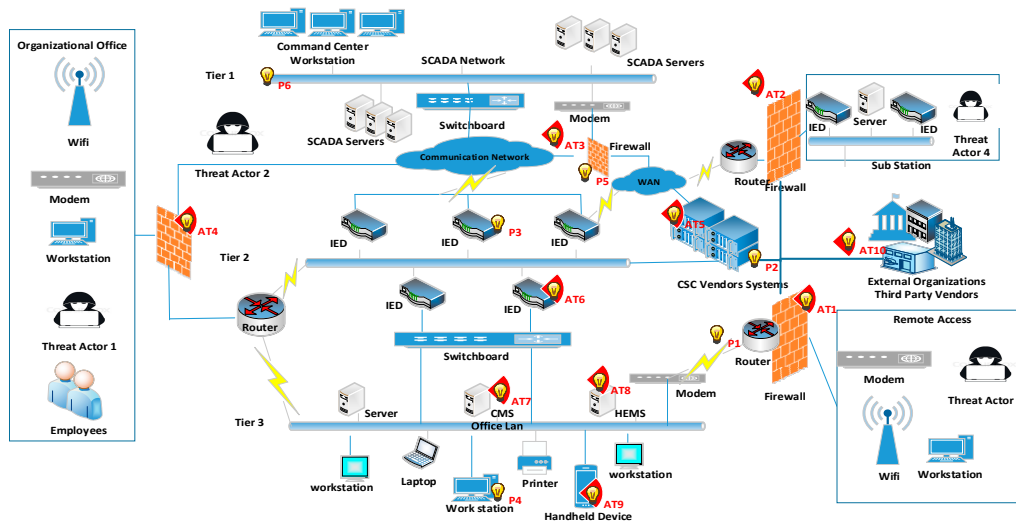 Organizational Office
Wifi
Modem
Workstation
Threat Actor 1
Employees
Command Center
Workstation
SCADA Network
SCADA Servers
Tier 1
P6
SCADA Servers
Switchboard
Modem
Threat Actor 2
Communication Network
AT3
Firewall
P5
WAN
AT2
Router
Firewall
IED
Server
IED
Threat
Actor 4
Sub Station
AT4
IED
IED
P3
IED
Tier 2
AT5
P2
CSC Vendors Systems
AT10
External Organizations
Third Party Vendors
IED
IED
AT6
Router
Switchboard
P1
Router
AT1
Firewall
Modem
Remote Access
Modem
Threat Actor
Wifi
Workstation
Tier 3
Server
AT7
CMS
AT8
HEMS
Office Lan
workstation
Laptop
Work station
P4
Printer
AT9
Handheld Device
workstation